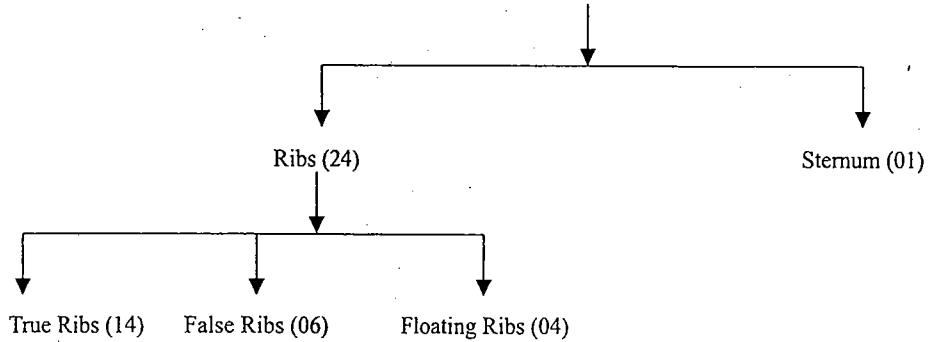 Ribs (24)
Sternum (01)
True Ribs (14)
False Ribs (06)
Floating Ribs (04)